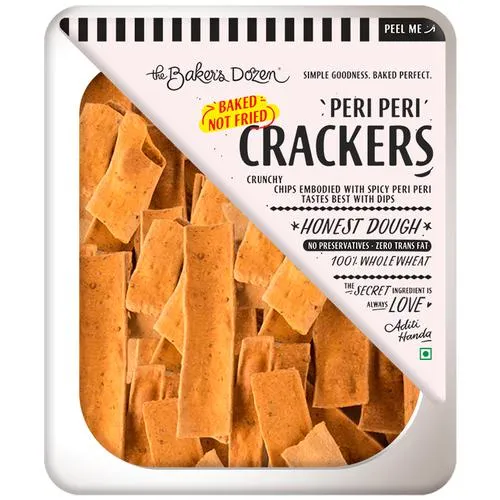 PEEL ME
the Baker's Dozen
SIMPLE GOODNESS. BAKED PERFECT.
BAKED
NOT FRIED
'PERI PERI'
CRACKERS
CRUNCHY
CHIPS EMBODIED WITH SPICY PERI PERI
TASTES BEST WITH DIPS
*HONEST DOUGH*
NO PRESERVATIVES • ZERO TRANS FAT
100% WHOLEWHEAT
THE SECRET INGREDIENT IS
ALWAYS LOVE
Aditi
Handa